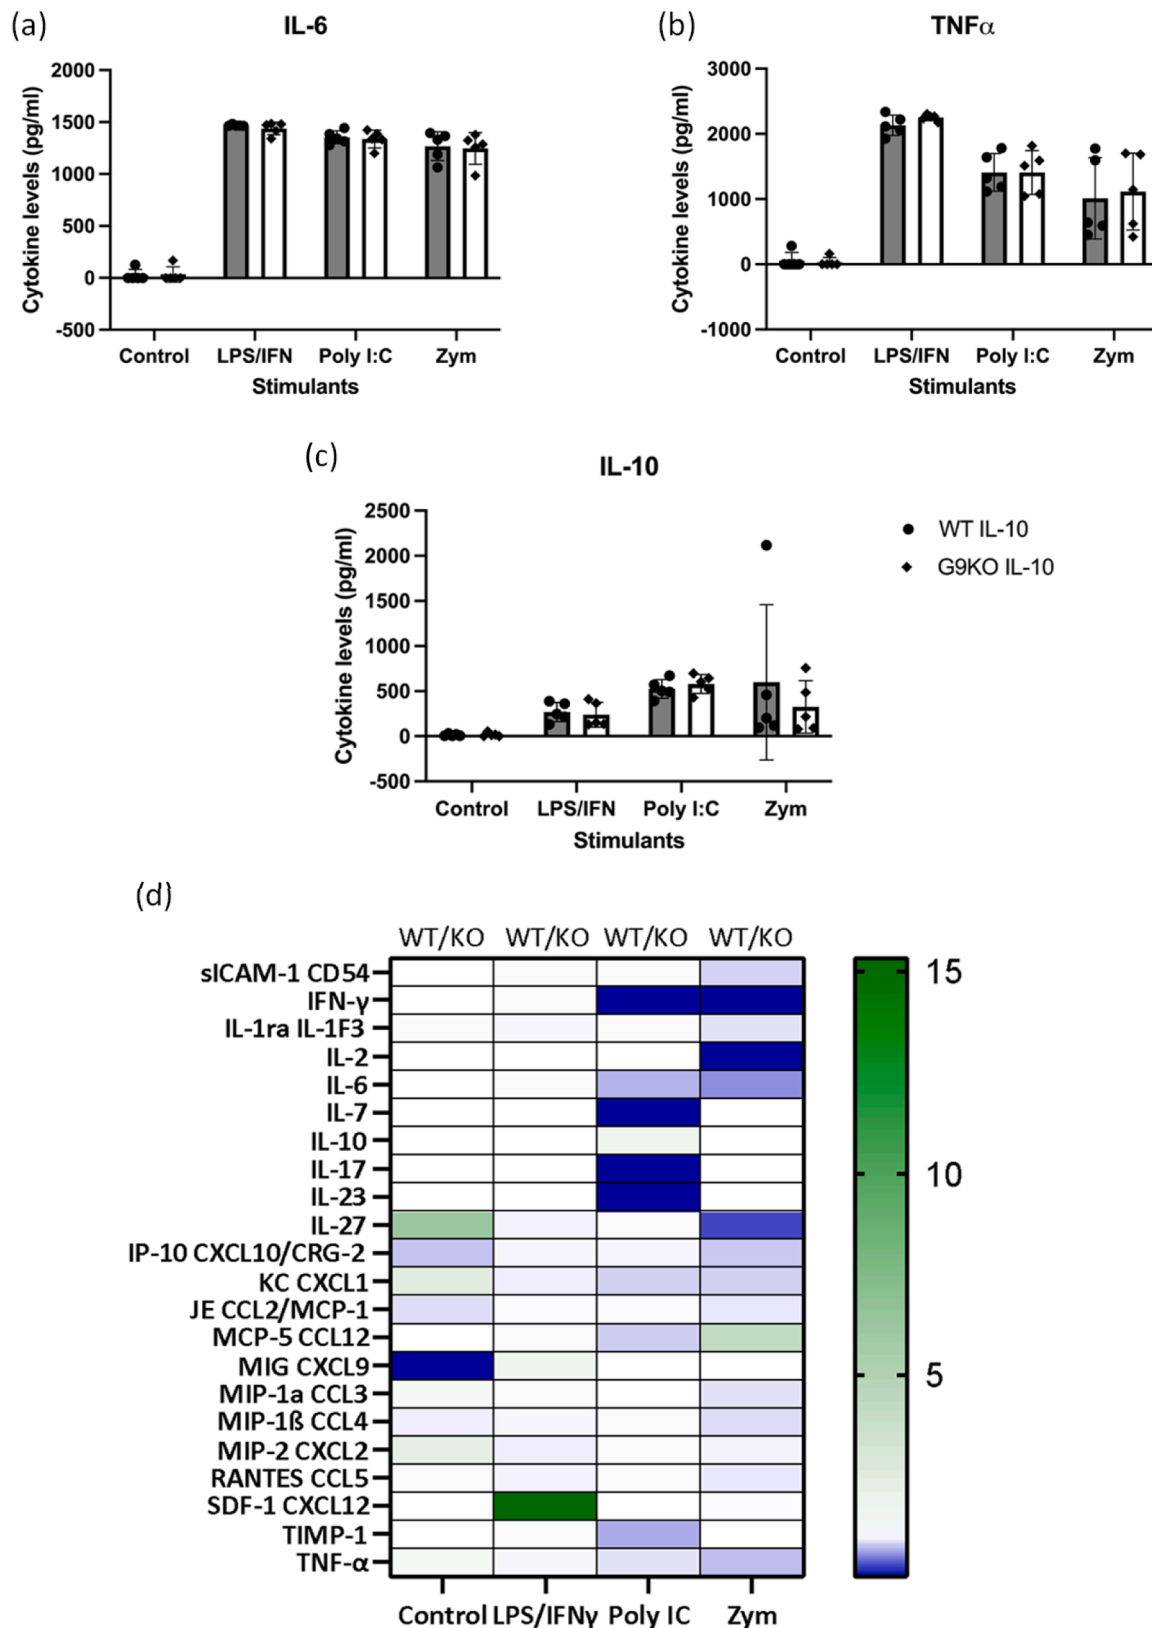 (a)
IL-6
Cytokine levels (pg/ml)
2000
1500
1000
500
0
-500
Control LPS/IFN Poly I:C Zym
Stimulants
(b)
TNFα
Cytokine levels (pg/ml)
3000
2000
1000
0
-1000
Control LPS/IFN Poly I:C Zym
Stimulants
(c)
IL-10
Cytokine levels (pg/ml)
2500
2000
1500
1000
500
0
-500
Control LPS/IFN Poly I:C Zym
Stimulants
WT IL-10
G9KO IL-10
(d)
WT/KO WT/KO WT/KO WT/KO
sICAM-1 CD54
IFN-γ
IL-1ra IL-1F3
IL-2
IL-6
IL-7
IL-10
IL-17
IL-23
IL-27
IP-10 CXCL10/CRG-2
KC CXCL1
JE CCL2/MCP-1
MCP-5 CCL12
MIG CXCL9
MIP-1a CCL3
MIP-1ß CCL4
MIP-2 CXCL2
RANTES CCL5
SDF-1 CXCL12
TIMP-1
TNF-α
Control LPS/IFNγ Poly IC Zym
15
10
5